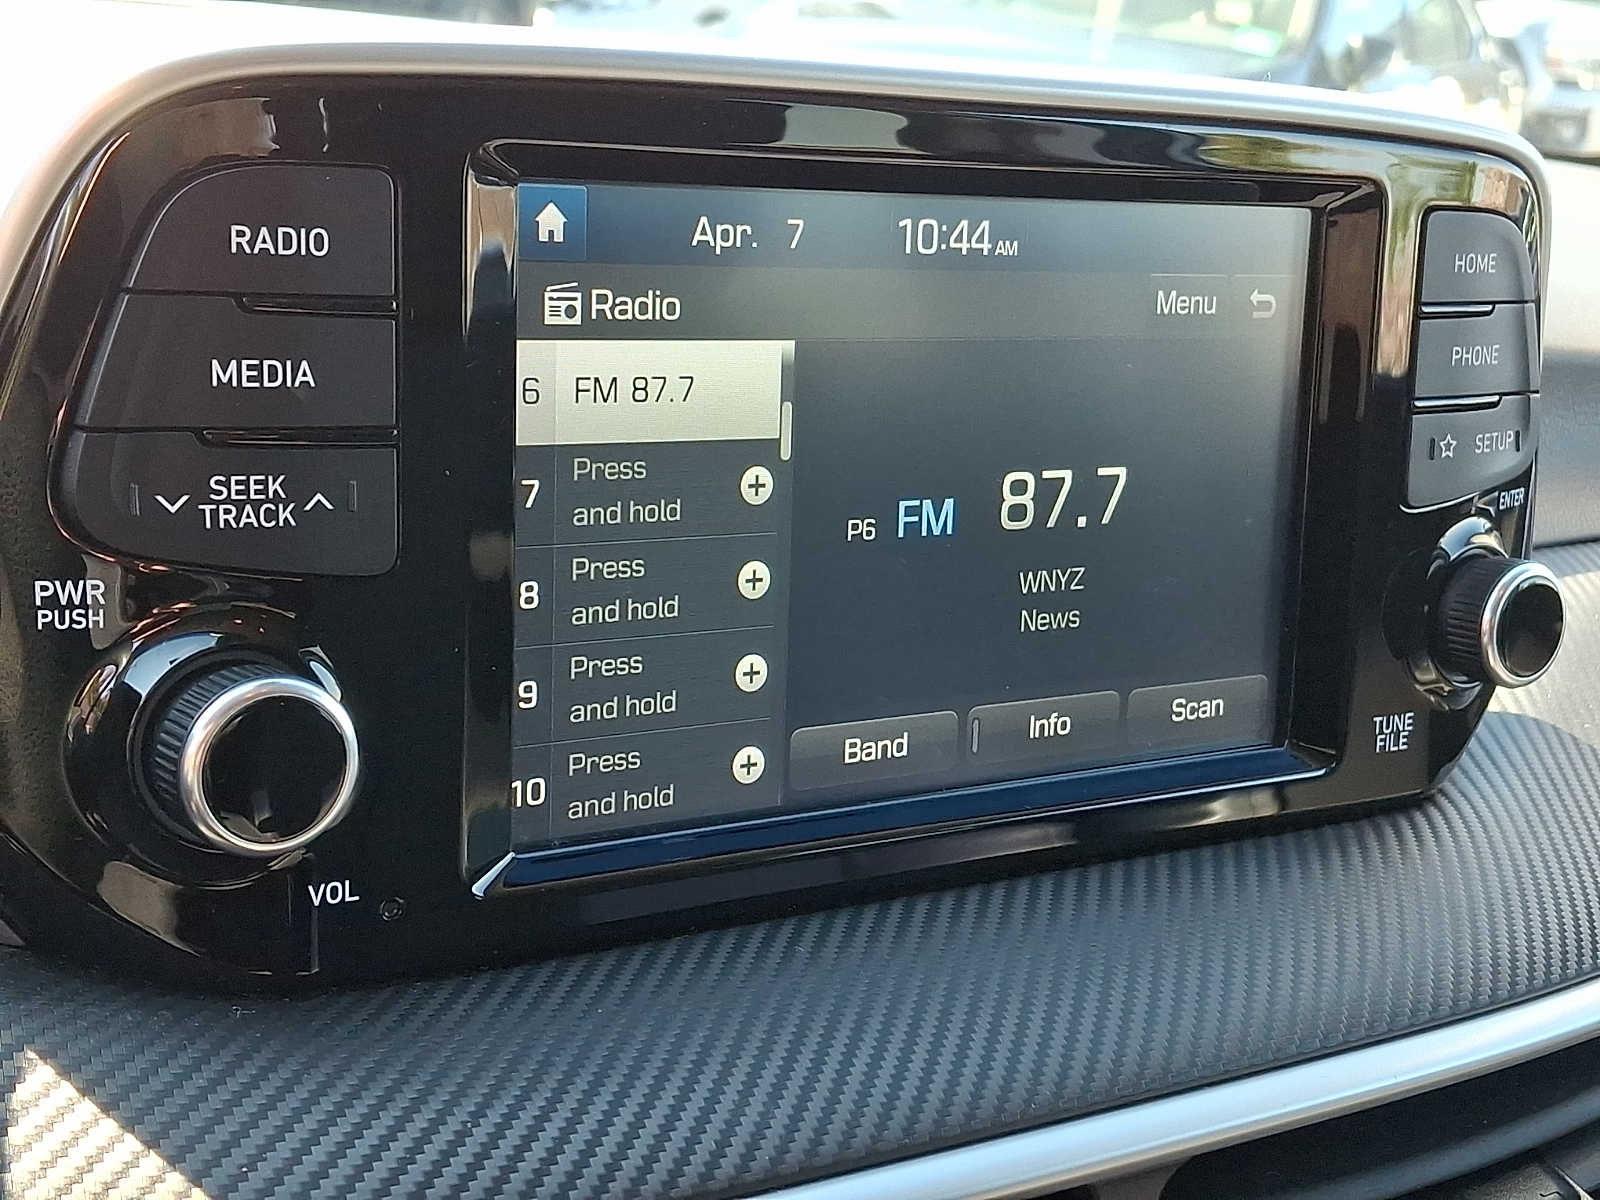 RADIO
MEDIA
SEEK
TRACK
PWR
PUSH
VOL
Apr. 7 10:44 AM
Radio
Menu
6 FM 87.7
7 Press
and hold
8 Press
and hold
9 Press
and hold
10 Press
and hold
P6 FM 87.7
WNYZ
News
Band
Info
Scan
HOME
PHONE
SETUP
ENTER
TUNE
FILE